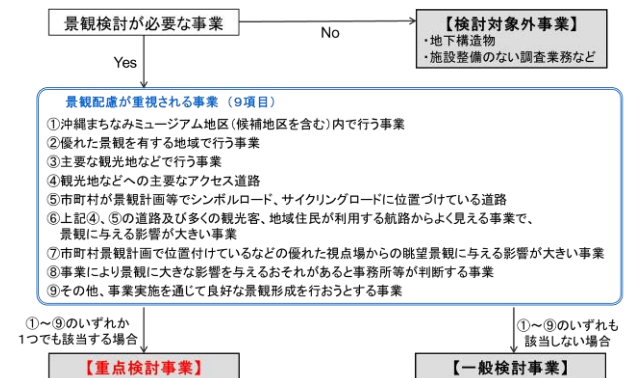 景観検討が必要な事業
No
【検討対象外事業】
・地下構造物
・施設整備のない調査業務など
Yes
景観配慮が重視される事業（９項目）
①沖縄まちなみミュージアム地区（候補地区を含む）内で行う事業
②優れた景観を有する地域で行う事業
③主要な観光地などで行う事業
④観光地などへの主要なアクセス道路
⑤市町村が景観計画等でシンボルロード、サイクリングロードに位置づけている道路
⑥上記④、⑤の道路及び多くの観光客、地域住民が利用する航路からよく見える事業で、
景観に与える影響が大きい事業
⑦市町村景観計画で位置付けているなどの優れた視点場からの眺望景観に与える影響が大きい事業
⑧事業により景観に大きな影響を与えるおそれがあると事務所等が判断する事業
⑨その他、事業実施を通じて良好な景観形成を行おうとする事業
①～⑨のいずれか
１つでも該当する場合
①～⑨のいずれも
該当しない場合
【重点検討事業】
【一般検討事業】